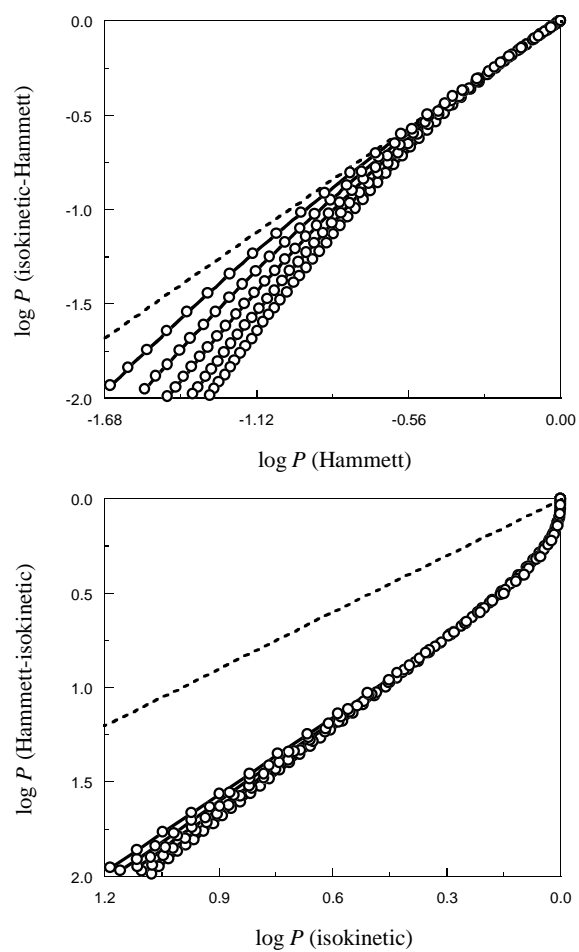 0.0
-0.5
-1.0
-1.5
-2.0
-1.68 -1.12 -0.56 0.00
log P (isokinetic-Hammett)
log P (Hammett)
0.0
0.5
1.0
1.5
2.0
1.2 0.9 0.6 0.3 0.0
log P (Hammett-isokinetic)
log P (isokinetic)